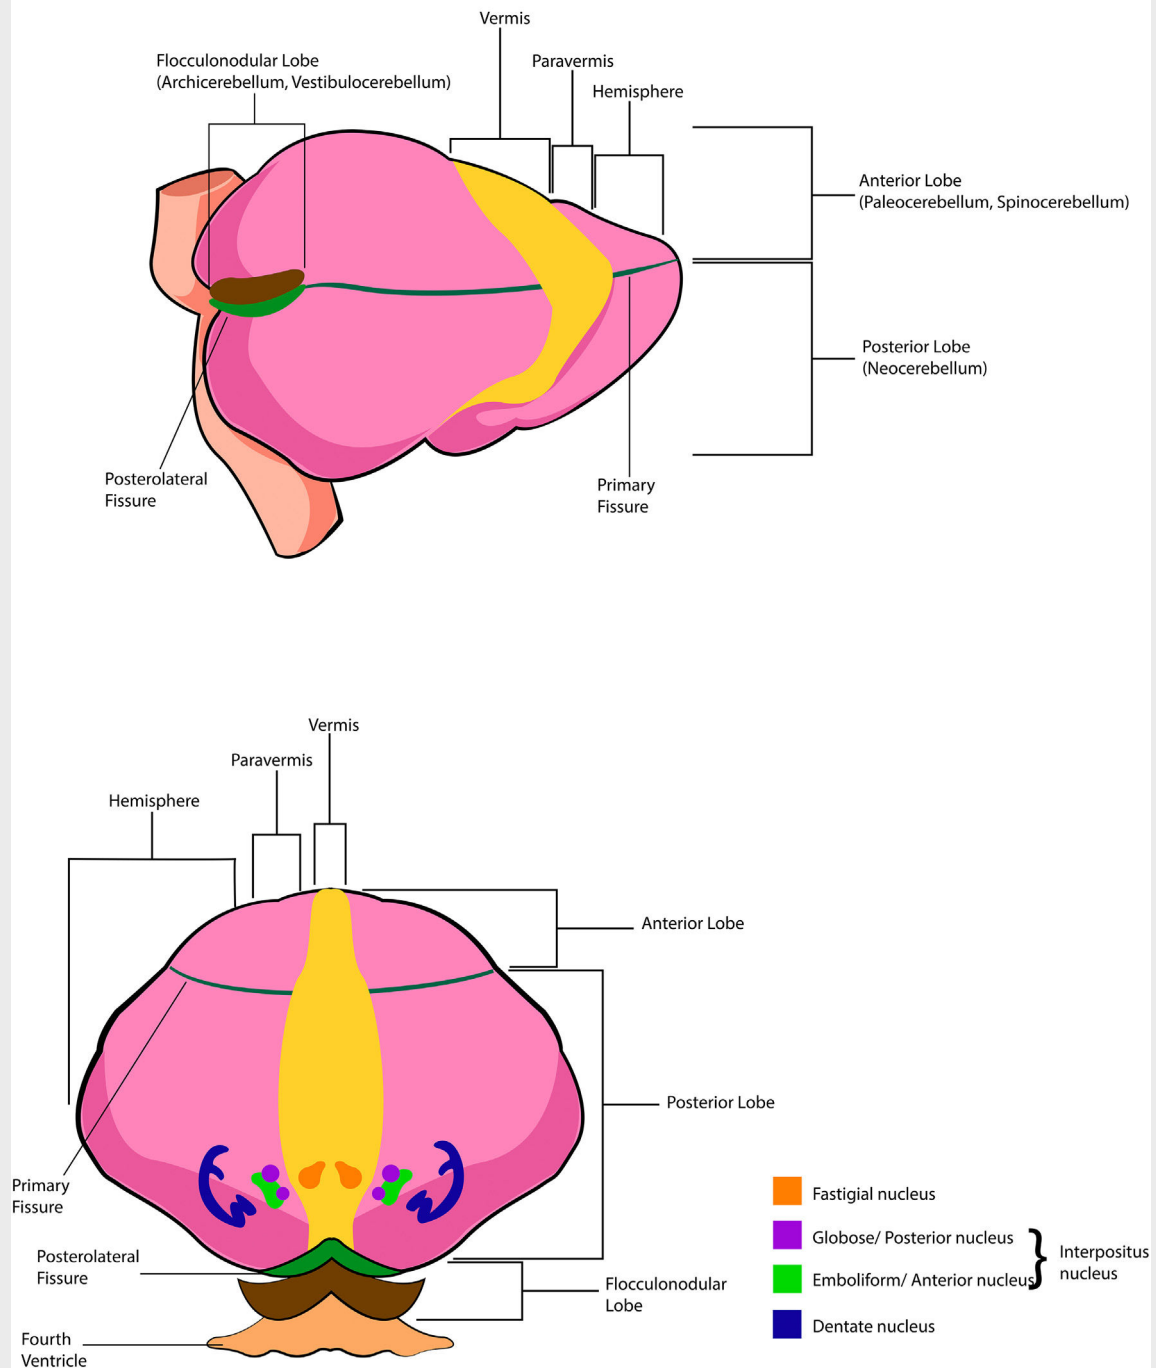 Vermis
Paravermis
Hemisphere
Flocculonodular Lobe
(Archicerebellum, Vestibulocerebellum)
Anterior Lobe
(Paleocerebellum, Spinocerebellum)
Posterior Lobe
(Neocerebellum)
Posterolateral
Fissure
Primary
Fissure
Vermis
Paravermis
Hemisphere
Anterior Lobe
Posterior Lobe
Primary
Fissure
Posterolateral
Fissure
Flocculonodular
Lobe
Fourth
Ventricle
Fastigial nucleus
Globose/ Posterior nucleus
Emboliform/ Anterior nucleus
Interpositus
nucleus
Dentate nucleus